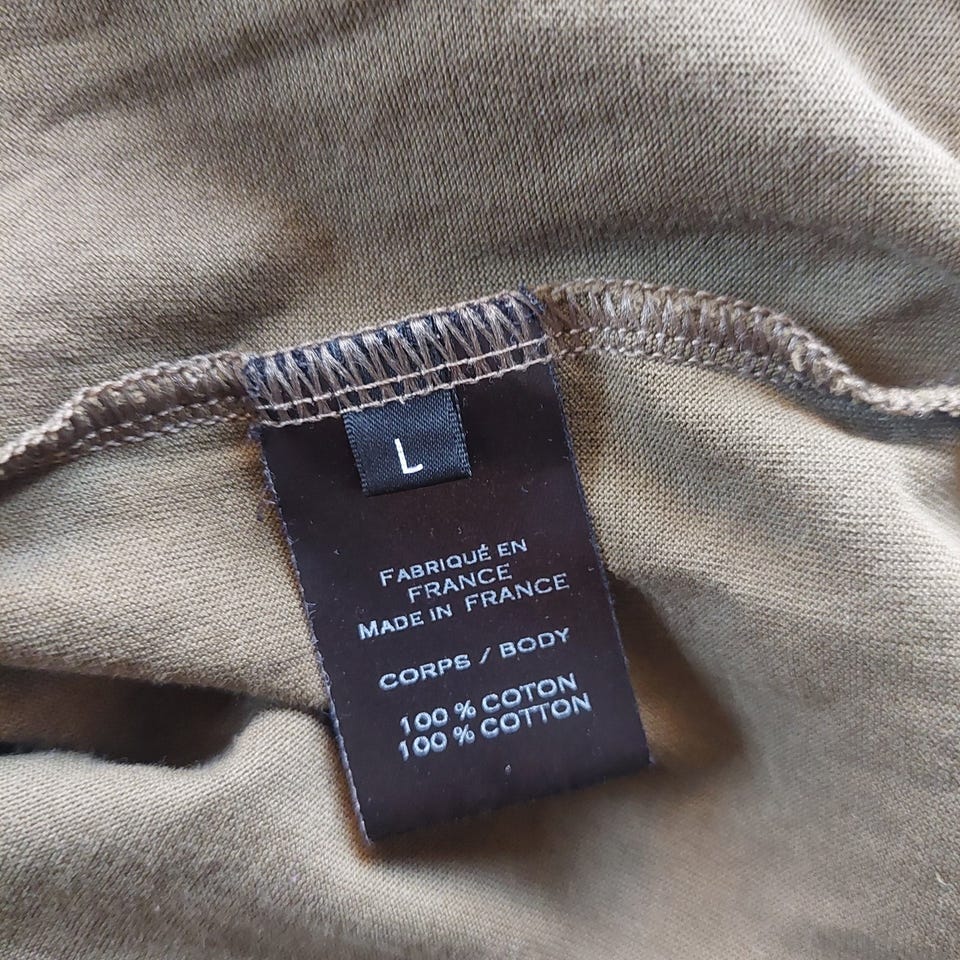 L
FABRIQUÉ EN
FRANCE
MADE IN FRANCE
CORPS / BODY
100 % COTON
100 % COTTON